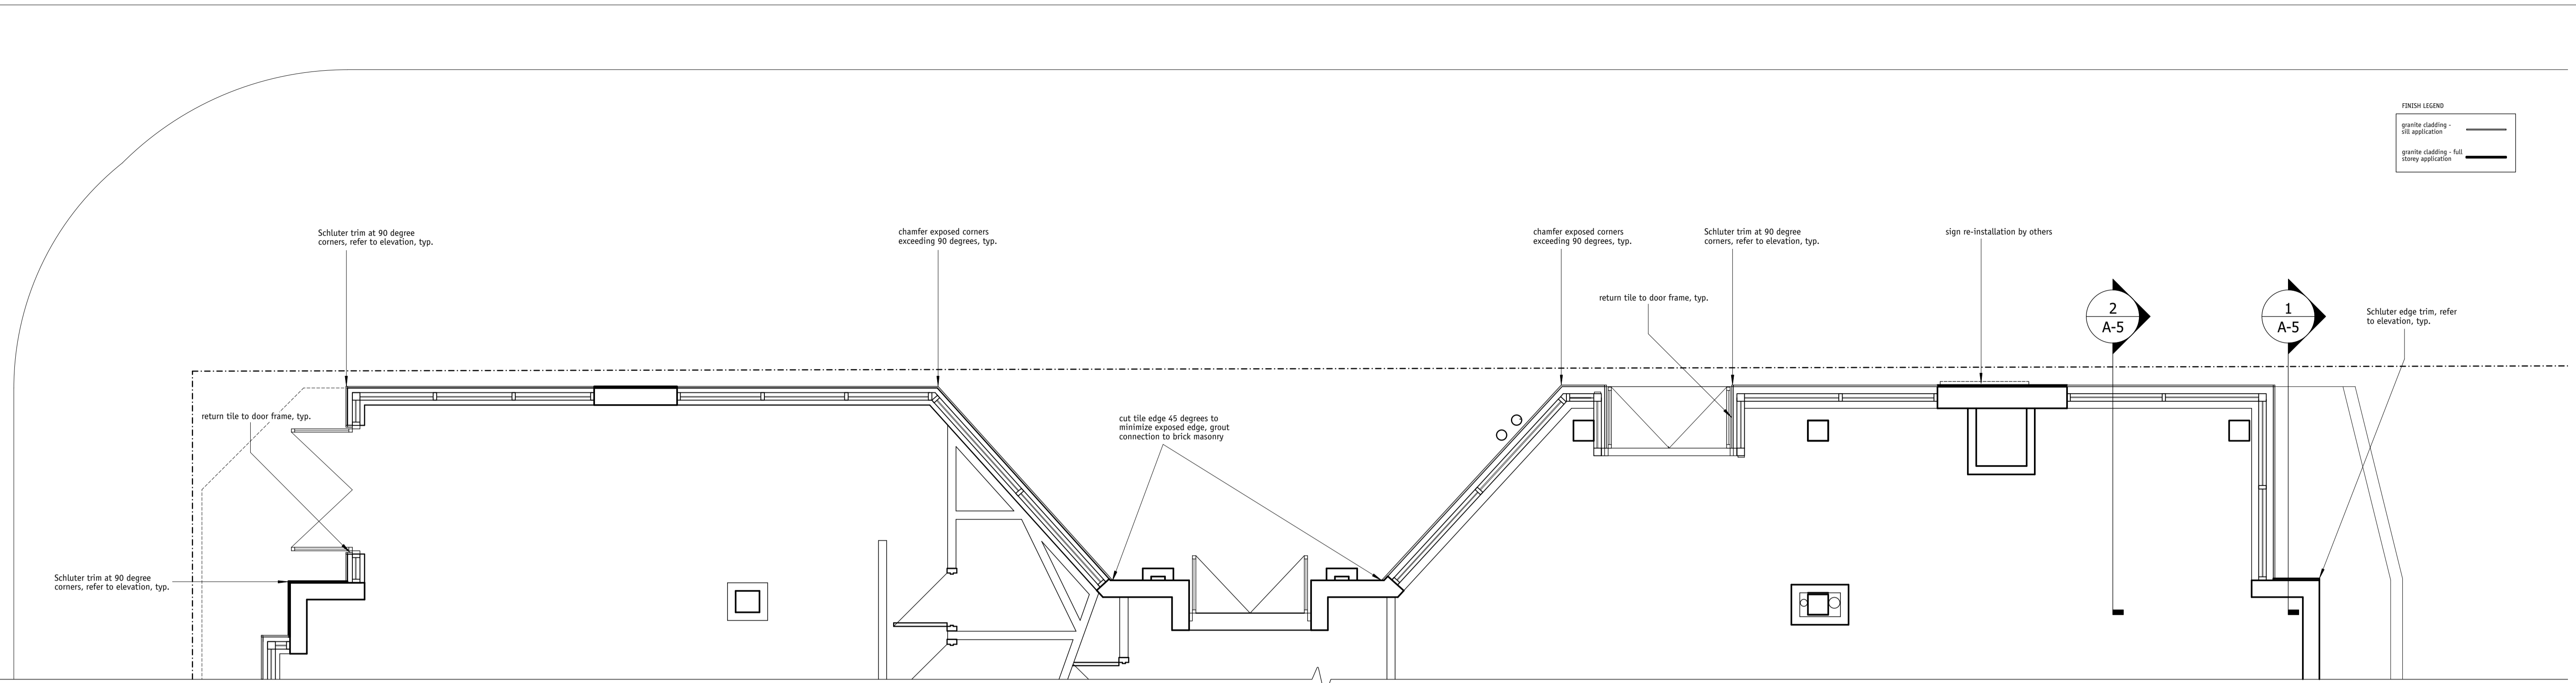 FINISH LEGEND
granite cladding -
sill application
granite cladding - full
storey application
Schluter trim at 90 degree
corners, refer to elevation, typ.
chamfer exposed corners
exceeding 90 degrees, typ.
chamfer exposed corners
exceeding 90 degrees, typ.
Schluter trim at 90 degree
corners, refer to elevation, typ.
sign re-installation by others
return tile to door frame, typ.
2
A-5
1
A-5
Schluter edge trim, refer
to elevation, typ.
return tile to door frame, typ.
cut tile edge 45 degrees to
minimize exposed edge, grout
connection to brick masonry
Schluter trim at 90 degree
corners, refer to elevation, typ.